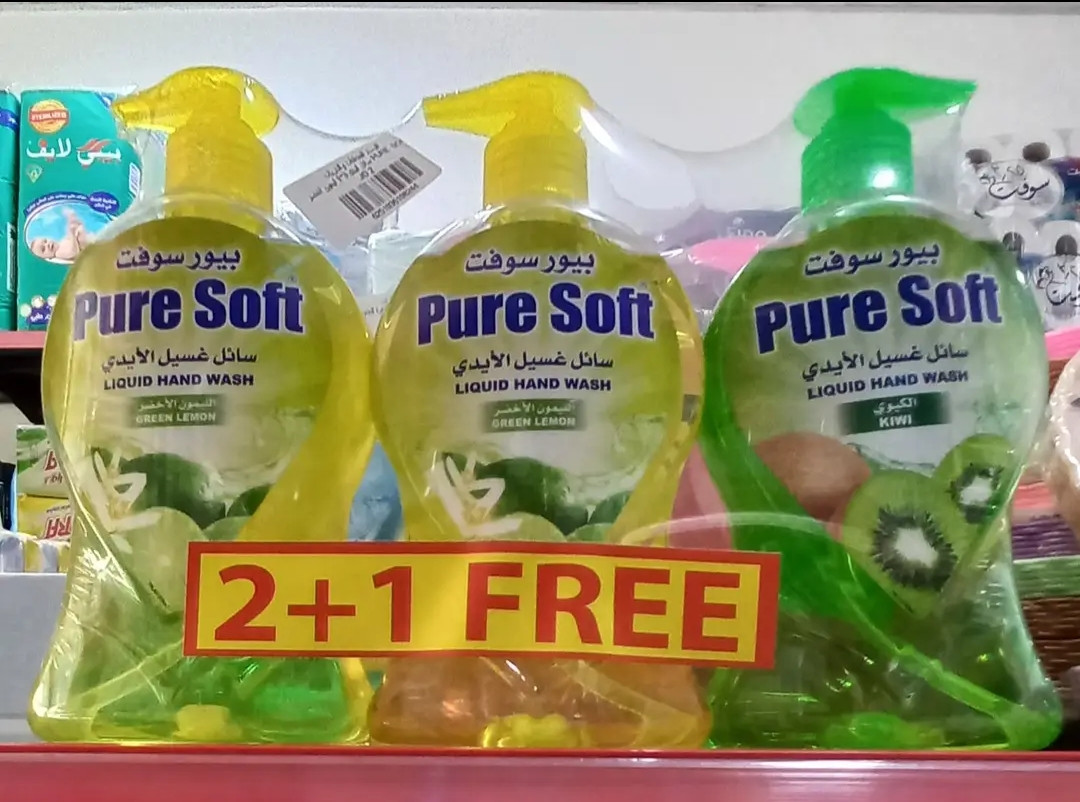 STERILIZED
بيبي لايف
بيور سوفت
Pure Soft
سائل غسيل الأيدي
LIQUID HAND WASH
الليمون الأخضر
GREEN LEMON
بيور سوفت
Pure Soft
سائل غسيل الأيدي
LIQUID HAND WASH
الليمون الأخضر
GREEN LEMON
بيور سوفت
Pure Soft
سائل غسيل الأيدي
LIQUID HAND WASH
الكيوي
KIWI
2+1 FREE
سوفت